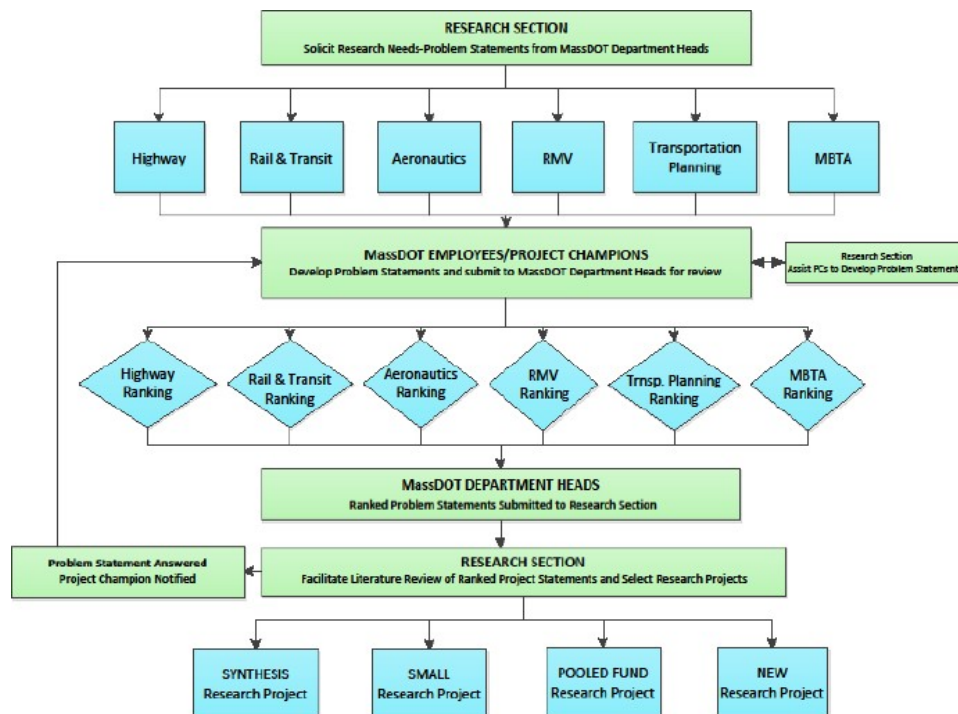 RESEARCH SECTION
Solicit Research Needs-Problem Statements from MassDOT Department Heads
Highway
Rail & Transit
Aeronautics
RMV
Transportation
Planning
MBTA
MassDOT EMPLOYEES/PROJECT CHAMPIONS
Develop Problem Statements and submit to MassDOT Department Heads for review
Research Section
Assist PCs to Develop Problem Statement
Highway
Ranking
Rail & Transit
Ranking
Aeronautics
Ranking
RMV
Ranking
Trnsp. Planning
Ranking
MBTA
Ranking
MassDOT DEPARTMENT HEADS
Ranked Problem Statements Submitted to Research Section
Problem Statement Answered
Project Champion Notified
RESEARCH SECTION
Facilitate Literature Review of Ranked Project Statements and Select Research Projects
SYNTHESIS
Research Project
SMALL
Research Project
POOLED FUND
Research Project
NEW
Research Project